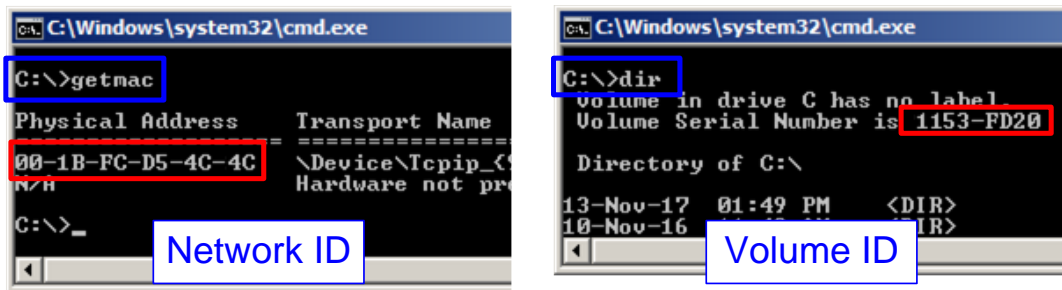 C:\Windows\system32\cmd.exe
C:\>getmac
Physical Address Transport Name
=================== ================
00-1B-FC-D5-4C-4C \Device\Tcpip_{
N/A Hardware not pre
C:\>_
Network ID
C:\Windows\system32\cmd.exe
C:\>dir
Volume in drive C has no label.
Volume Serial Number is 1153-FD20
Directory of C:\
13-Nov-17 01:49 PM <DIR>
10-Nov-16
Volume ID